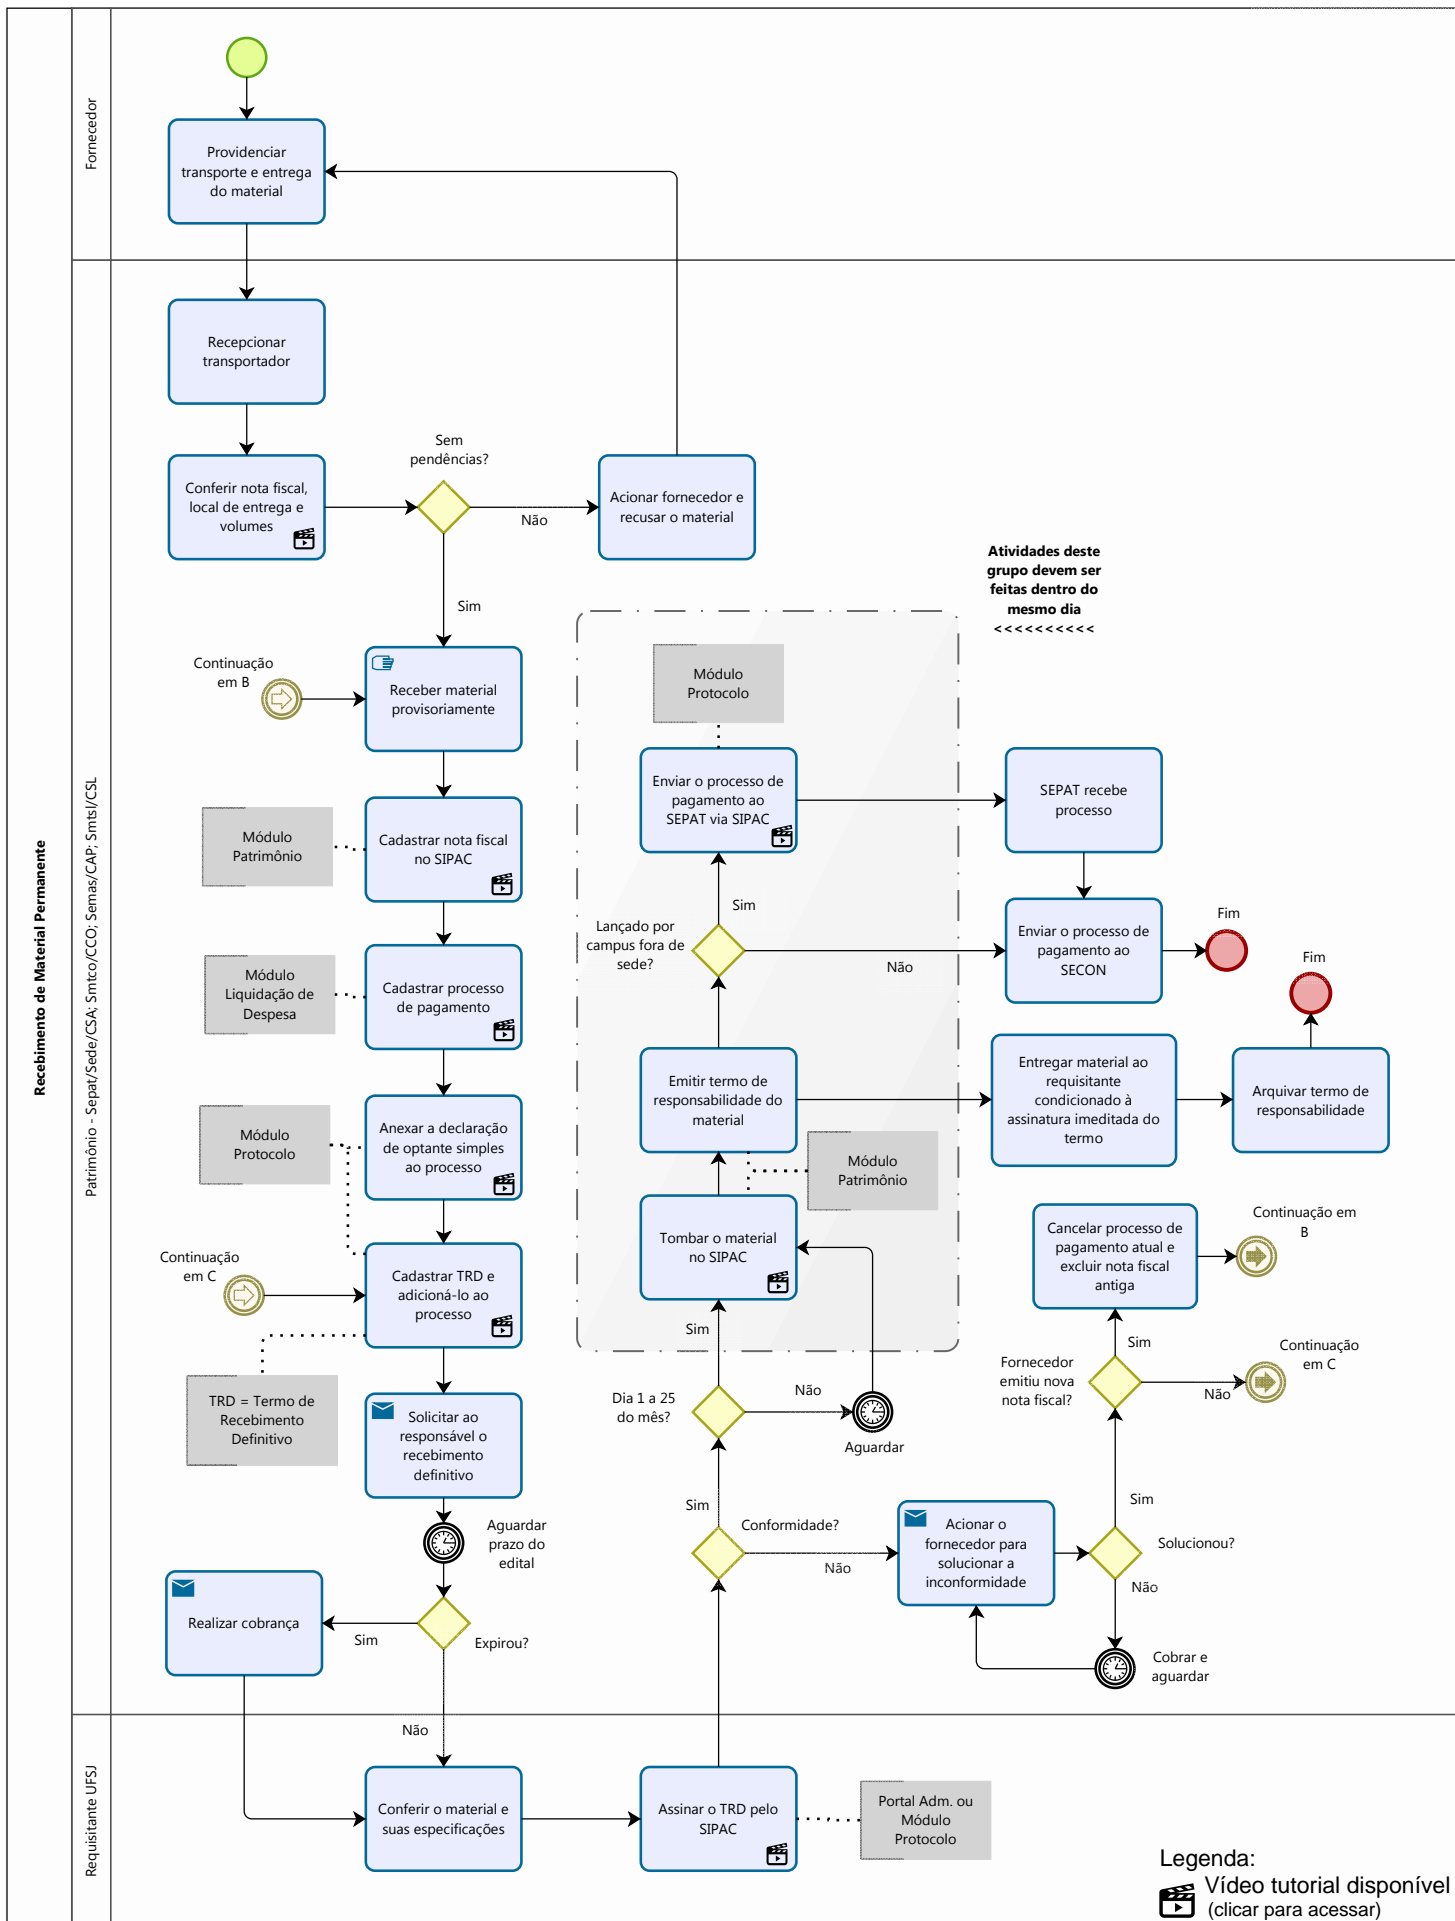 Recebimento de Material Permanente
Fornecedor
Providenciar
transporte e entrega
do material
Patrimônio - Sepat/Sede/CSA; Smtco/CCO; Semas/CAP; Smtsl/CSL
Recepcionar
transportador
Conferir nota fiscal,
local de entrega e
volumes
Sem
pendências?
Não
Acionar fornecedor e
recusar o material
Sim
Atividades deste
grupo devem ser
feitas dentro do
mesmo dia
<<<<<<<<<<
Continuação
em B
Receber material
provisoriamente
Módulo
Protocolo
Módulo
Patrimônio
Cadastrar nota fiscal
no SIPAC
Enviar o processo de
pagamento ao
SEPAT via SIPAC
SEPAT recebe
processo
Sim
Lançado por
campus fora de
sede?
Não
Enviar o processo de
pagamento ao
SECON
Fim
Fim
Módulo
Liquidação de
Despesa
Cadastrar processo
de pagamento
Emitir termo de
responsabilidade do
material
Entregar material ao
requisitante
condicionado à
assinatura imeditada do
termo
Arquivar termo de
responsabilidade
Módulo
Protocolo
Anexar a declaração
de optante simples
ao processo
Módulo
Patrimônio
Tombar o material
no SIPAC
Cancelar processo de
pagamento atual e
excluir nota fiscal
antiga
Continuação em
B
Continuação
em C
Cadastrar TRD e
adicioná-lo ao
processo
Sim
Sim
Fornecedor
emitiu nova
nota fiscal?
Não
Continuação
em C
TRD = Termo de
Recebimento
Definitivo
Solicitar ao
responsável o
recebimento
definitivo
Dia 1 a 25
do mês?
Não
Aguardar
Sim
Conformidade?
Não
Acionar o
fornecedor para
solucionar a
inconformidade
Sim
Solucionou?
Não
Cobrar e
aguardar
Aguardar
prazo do
edital
Realizar cobrança
Sim
Expirou?
Não
Requisitante UFSJ
Conferir o material e
suas especificações
Assinar o TRD pelo
SIPAC
Portal Adm. ou
Módulo
Protocolo
Legenda:
Vídeo tutorial disponível
(clicar para acessar)